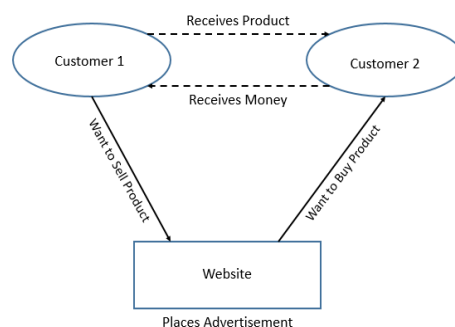 Receives Product
Customer 1
Customer 2
Receives Money
Want to Sell Product
Want to Buy Product
Website
Places Advertisement